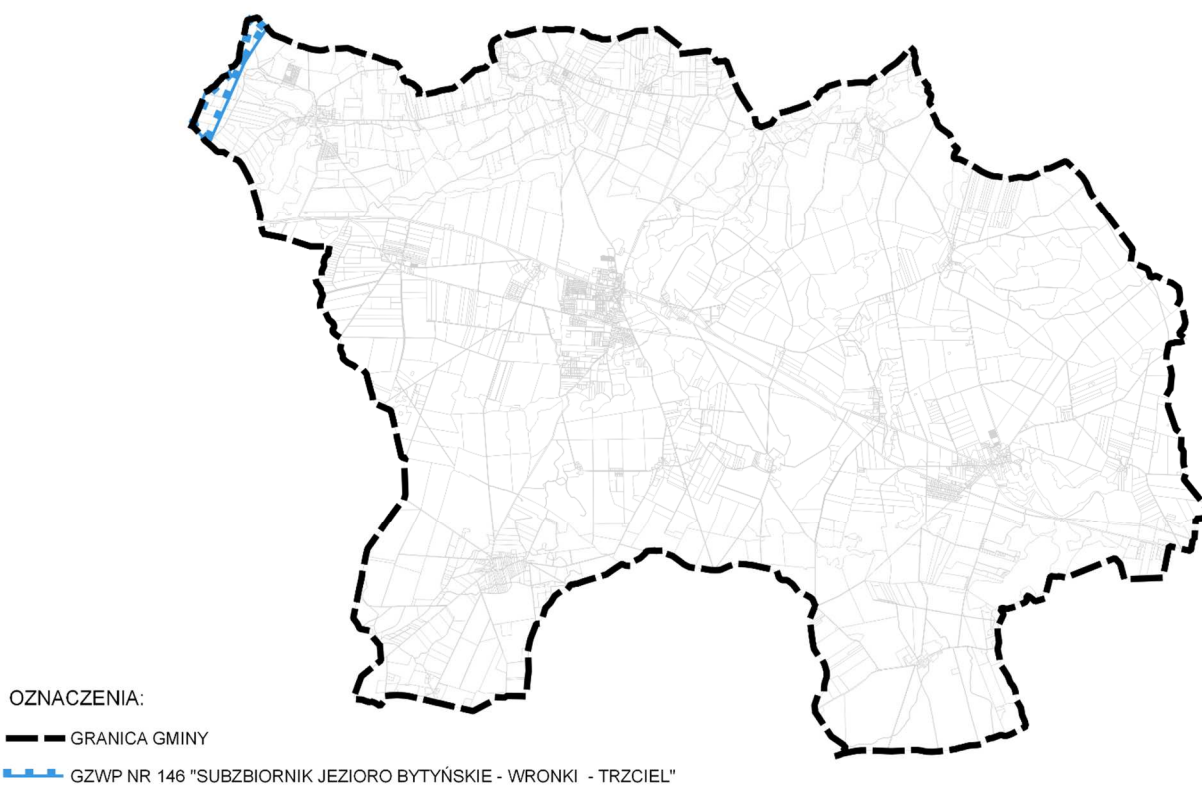 OZNACZENIA:
GRANICA GMINY
GZWP NR 146 "SUBZBIORNIK JEZIORO BYTYŃSKIE - WRONKI - TRZCIEL"